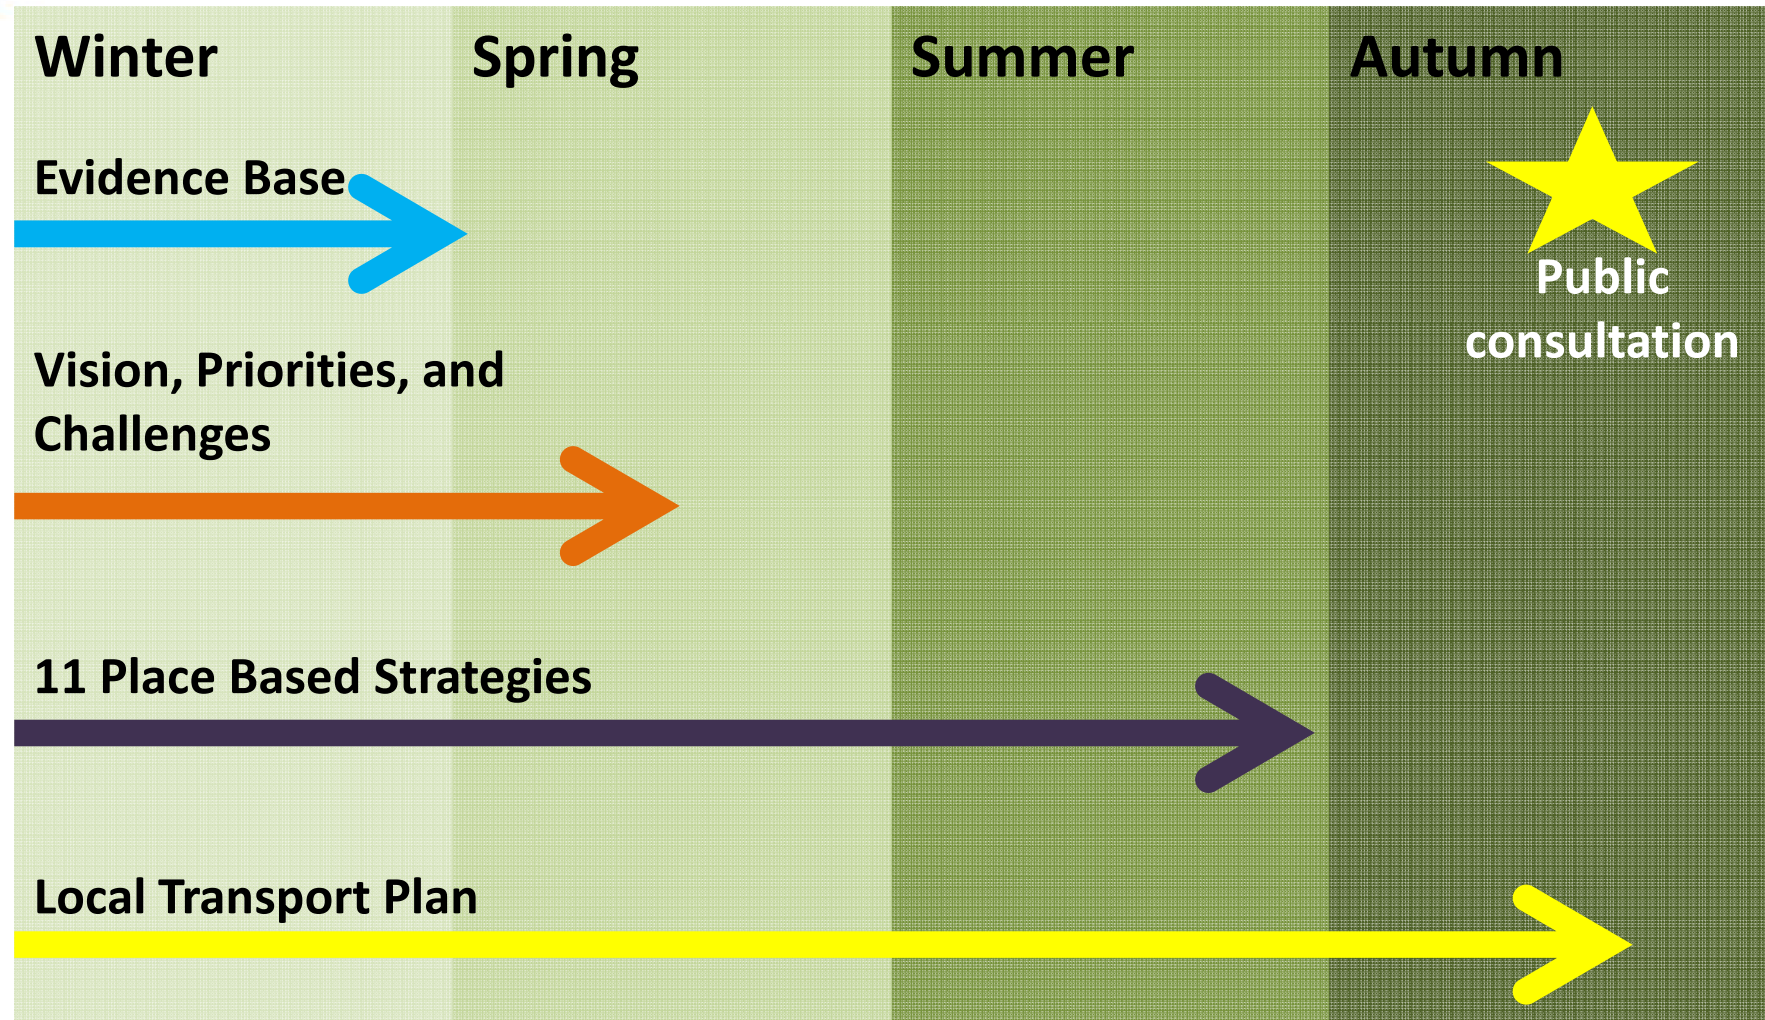 Winter
Spring
Summer
Autumn
Evidence Base
Public
consultation
Vision, Priorities, and
Challenges
11 Place Based Strategies
Local Transport Plan